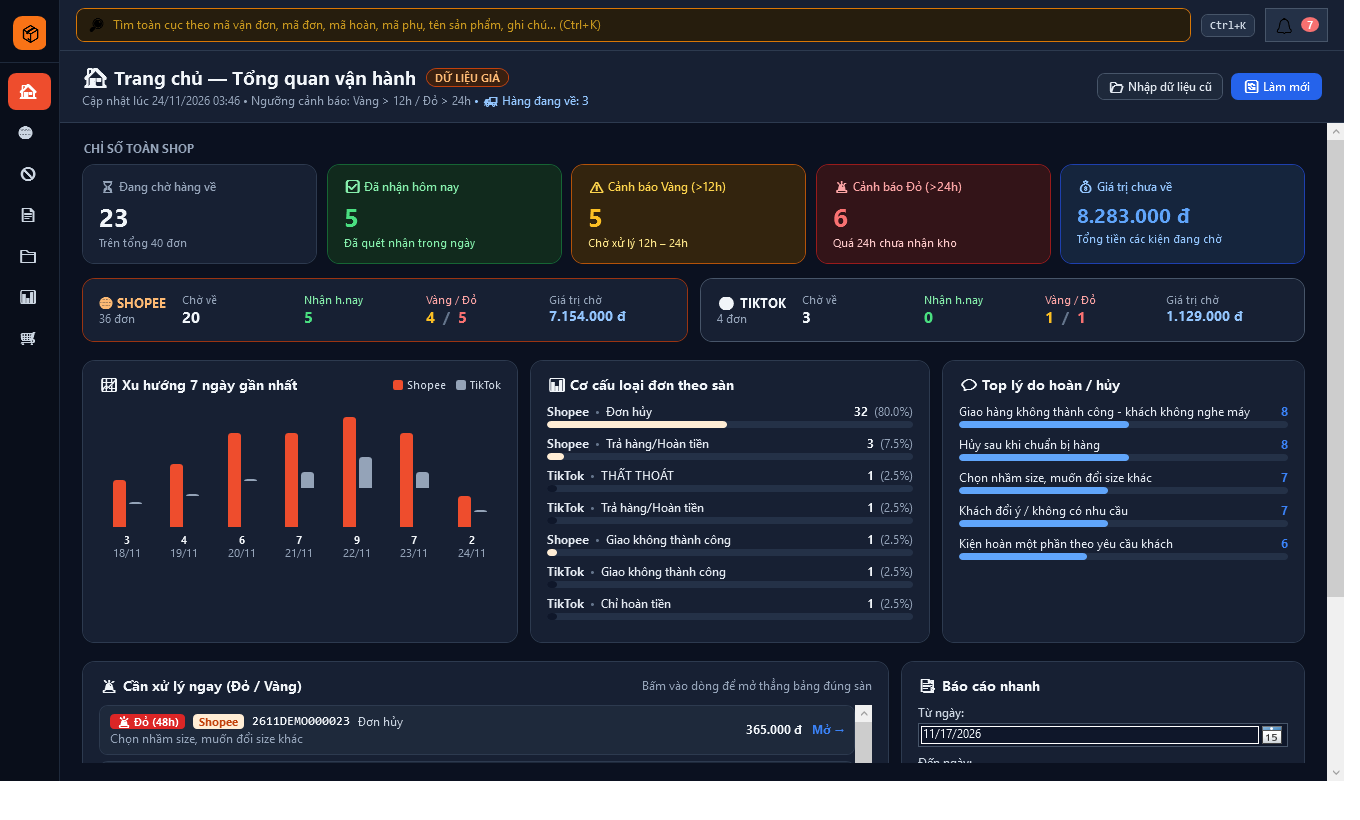 Tìm toàn cục theo mã vận đơn, mã đơn, mã hoàn, mã phụ, tên sản phẩm, ghi chú... (Ctrl+K)
Ctrl+K
7
Trang chủ — Tổng quan vận hành
DỮ LIỆU GIẢ
Cập nhật lúc 24/11/2026 03:46 • Ngưỡng cảnh báo: Vàng > 12h / Đỏ > 24h • Hàng đang về: 3
Nhập dữ liệu cũ
Làm mới
CHỈ SỐ TOÀN SHOP
Đang chờ hàng về
23
Trên tổng 40 đơn
Đã nhận hôm nay
5
Đã quét nhận trong ngày
Cảnh báo Vàng (>12h)
5
Chờ xử lý 12h – 24h
Cảnh báo Đỏ (>24h)
6
Quá 24h chưa nhận kho
Giá trị chưa về
8.283.000 đ
Tổng tiền các kiện đang chờ
SHOPEE
36 đơn
Chờ về
20
Nhận h.nay
5
Vàng / Đỏ
4 / 5
Giá trị chờ
7.154.000 đ
TIKTOK
4 đơn
Chờ về
3
Nhận h.nay
0
Vàng / Đỏ
1 / 1
Giá trị chờ
1.129.000 đ
Xu hướng 7 ngày gần nhất
Shopee TikTok
3 4 6 7 9 7 2
18/11 19/11 20/11 21/11 22/11 23/11 24/11
Cơ cấu loại đơn theo sàn
Shopee • Đơn hủy 32 (80.0%)
Shopee • Trả hàng/Hoàn tiền 3 (7.5%)
TikTok • THẤT THOÁT 1 (2.5%)
TikTok • Trả hàng/Hoàn tiền 1 (2.5%)
Shopee • Giao không thành công 1 (2.5%)
TikTok • Giao không thành công 1 (2.5%)
TikTok • Chỉ hoàn tiền 1 (2.5%)
Top lý do hoàn / hủy
Giao hàng không thành công - khách không nghe máy 8
Hủy sau khi chuẩn bị hàng 8
Chọn nhầm size, muốn đổi size khác 7
Khách đổi ý / không có nhu cầu 7
Kiện hoàn một phần theo yêu cầu khách 6
Cần xử lý ngay (Đỏ / Vàng)
Bấm vào dòng để mở thẳng bảng đúng sàn
Đỏ (48h) Shopee 2611DEMO000023 Đơn hủy
Chọn nhầm size, muốn đổi size khác
365.000 đ Mở →
Báo cáo nhanh
Từ ngày:
11/17/2026
15
Đến ngày: